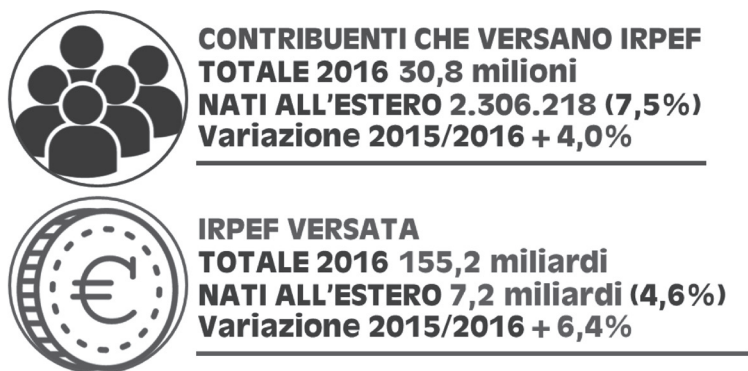 CONTRIBUENTI CHE VERSANO IRPEF
TOTALE 2016 30,8 milioni
NATI ALL'ESTERO 2.306.218 (7,5%)
Variazione 2015/2016 + 4,0%
IRPEF VERSATA
TOTALE 2016 155,2 miliardi
NATI ALL'ESTERO 7,2 miliardi (4,6%)
Variazione 2015/2016 + 6,4%